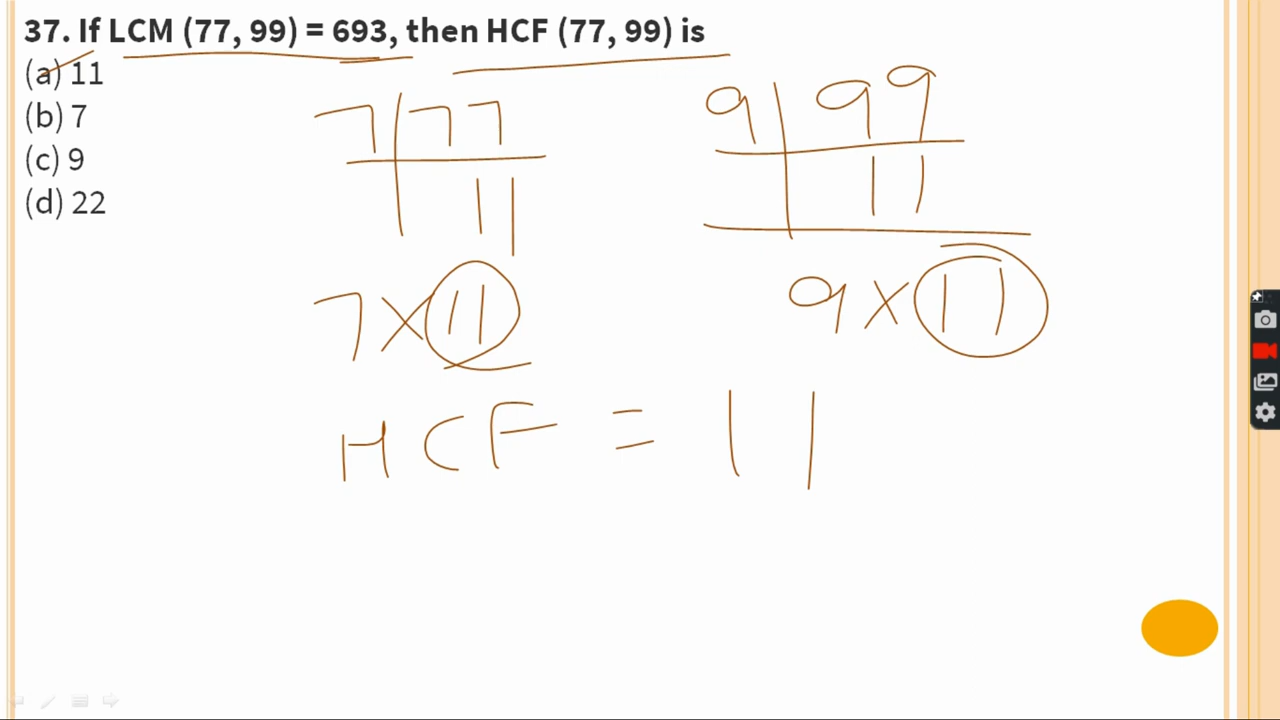 37. If LCM (77, 99) = 693, then HCF (77, 99) is
(a) 11
(b) 7
(c) 9
(d) 22
7 | 77
11
9 | 99
11
7 × 11
9 × 11
HCF = 11